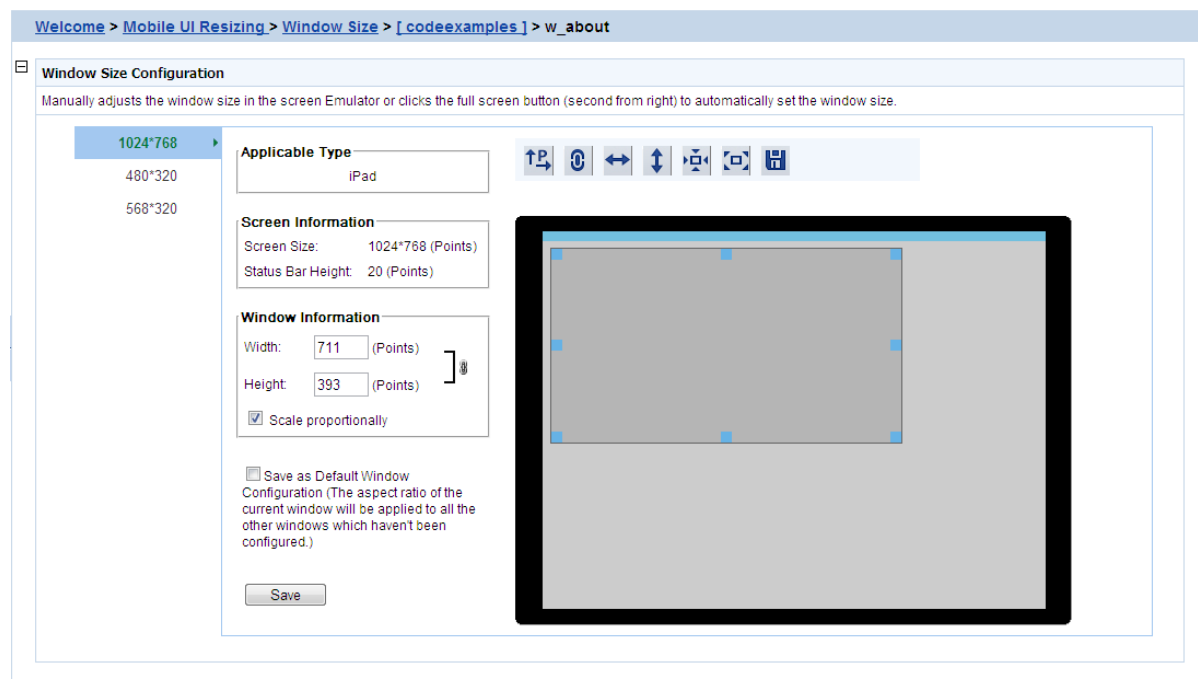 Welcome > Mobile UI Resizing > Window Size > [ codeexamples ] > w_about
Window Size Configuration
Manually adjusts the window size in the screen Emulator or clicks the full screen button (second from right) to automatically set the window size.
1024*768
480*320
568*320
Applicable Type
iPad
Screen Information
Screen Size: 1024*768 (Points)
Status Bar Height: 20 (Points)
Window Information
Width: 711 (Points)
Height: 393 (Points)
Scale proportionally
Save as Default Window
Configuration (The aspect ratio of the
current window will be applied to all the
other windows which haven't been
configured.)
Save
P